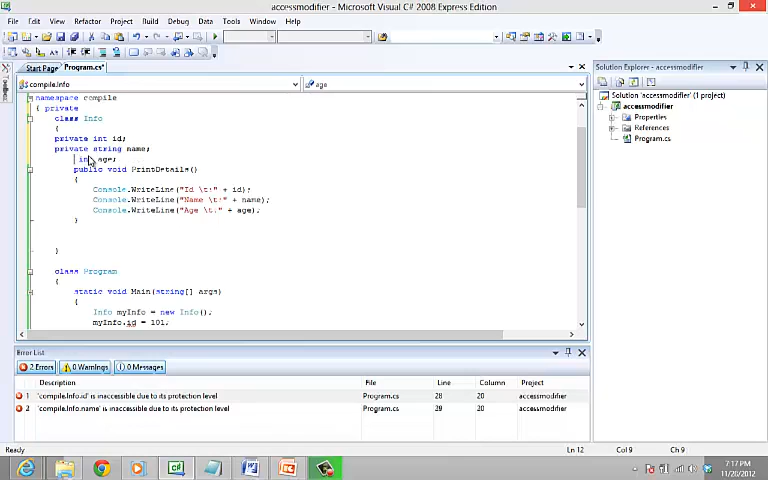 accessmodifier - Microsoft Visual C# 2008 Express Edition
File Edit View Refactor Project Build Debug Data Tools Window Help
Start Page Program.cs*
compile.Info
age
namespace compile
{ private
class Info
{
private int id;
private string name;
int age;
public void PrintDetails()
{
Console.WriteLine("Id \t:" + id);
Console.WriteLine("Name \t:" + name);
Console.WriteLine("Age \t:" + age);
}
}
class Program
{
static void Main(string[] args)
{
Info myInfo = new Info();
myInfo.id = 101;
Toolbox
Solution Explorer - accessmodifier
Solution 'accessmodifier' (1 project)
accessmodifier
Properties
References
Program.cs
Error List
2 Errors 0 Warnings 0 Messages
Description File Line Column Project
1 'compile.Info.id' is inaccessible due to its protection level Program.cs 28 20 accessmodifier
2 'compile.Info.name' is inaccessible due to its protection level Program.cs 29 20 accessmodifier
Ready Ln 12 Col 9 Ch 9
7:17 PM
11/20/2012